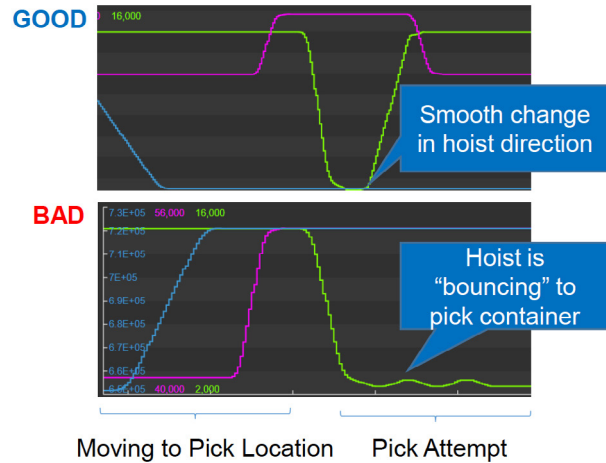 GOOD
16,000
Smooth change
in hoist direction
BAD
7.3E+05
56,000 16,000
7.2E+05
7.1E+05
7.0E+05
6.9E+05
6.8E+05
6.7E+05
6.6E+05
40,000 2,000
Hoist is
“bouncing” to
pick container
Moving to Pick Location
Pick Attempt